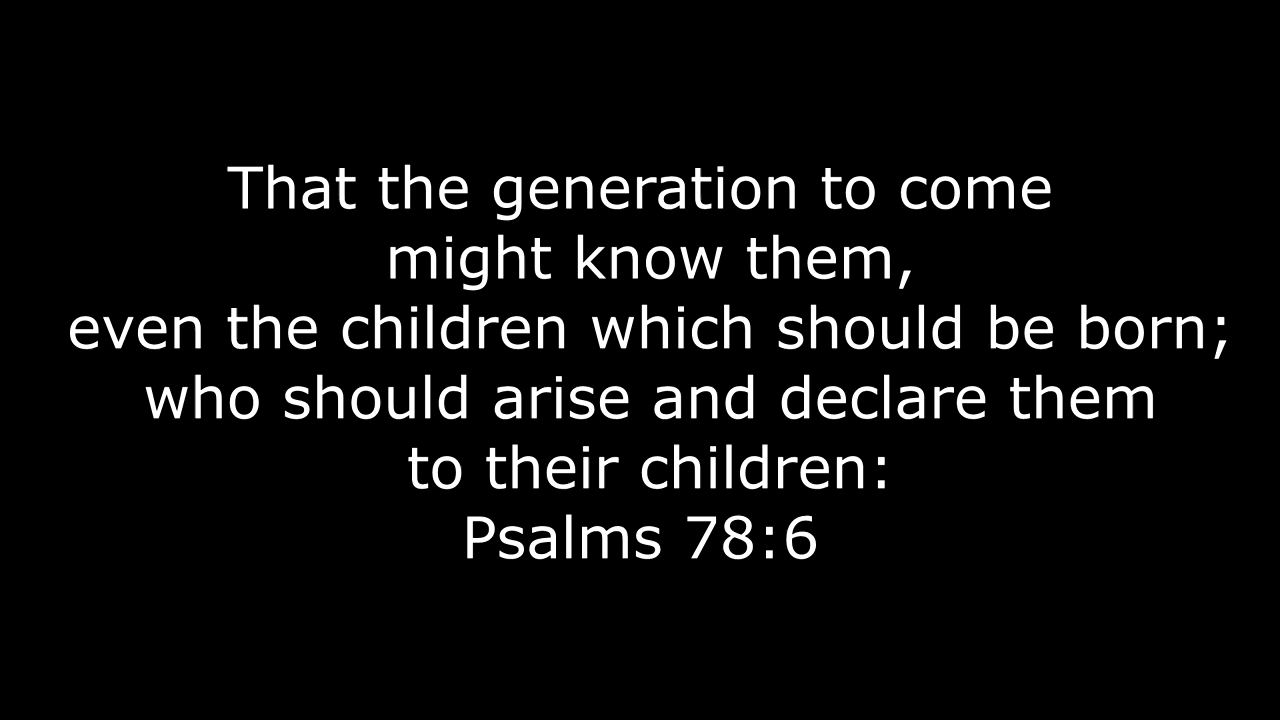 That the generation to come
might know them,
even the children which should be born;
who should arise and declare them
to their children:
Psalms 78:6